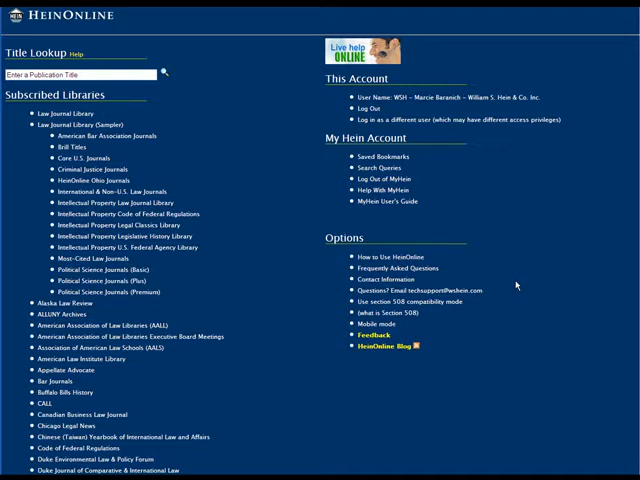 HEINONLINE
Title Lookup Help
Enter a Publication Title
Subscribed Libraries
Law Journal Library
Law Journal Library (Sampler)
American Bar Association Journals
Brill Titles
Core U.S. Journals
Criminal Justice Journals
HeinOnline Ohio Journals
International & Non-U.S. Law Journals
Intellectual Property Law Journal Library
Intellectual Property Code of Federal Regulations
Intellectual Property Legal Classics Library
Intellectual Property Legislative History Library
Intellectual Property U.S. Federal Agency Library
Most-Cited Law Journals
Political Science Journals (Basic)
Political Science Journals (Plus)
Political Science Journals (Premium)
Alaska Law Review
ALLUNY Archives
American Association of Law Libraries (AALL)
American Association of Law Libraries Executive Board Meetings
Association of American Law Schools (AALS)
American Law Institute Library
Appellate Advocate
Bar Journals
Buffalo Bills History
CALL
Canadian Business Law Journal
Chicago Legal News
Chinese (Taiwan) Yearbook of International Law and Affairs
Code of Federal Regulations
Duke Environmental Law & Policy Forum
Duke Journal of Comparative & International Law
Live help
ONLINE
This Account
User Name: WSH - Marcie Baranich - William S. Hein & Co. Inc.
Log Out
Log in as a different user (which may have different access privileges)
My Hein Account
Saved Bookmarks
Search Queries
Log Out of MyHein
Help With MyHein
MyHein User's Guide
Options
How to Use HeinOnline
Frequently Asked Questions
Contact Information
Questions? Email techsupport@wshein.com
Use section 508 compatibility mode
(what is Section 508)
Mobile mode
Feedback
HeinOnline Blog